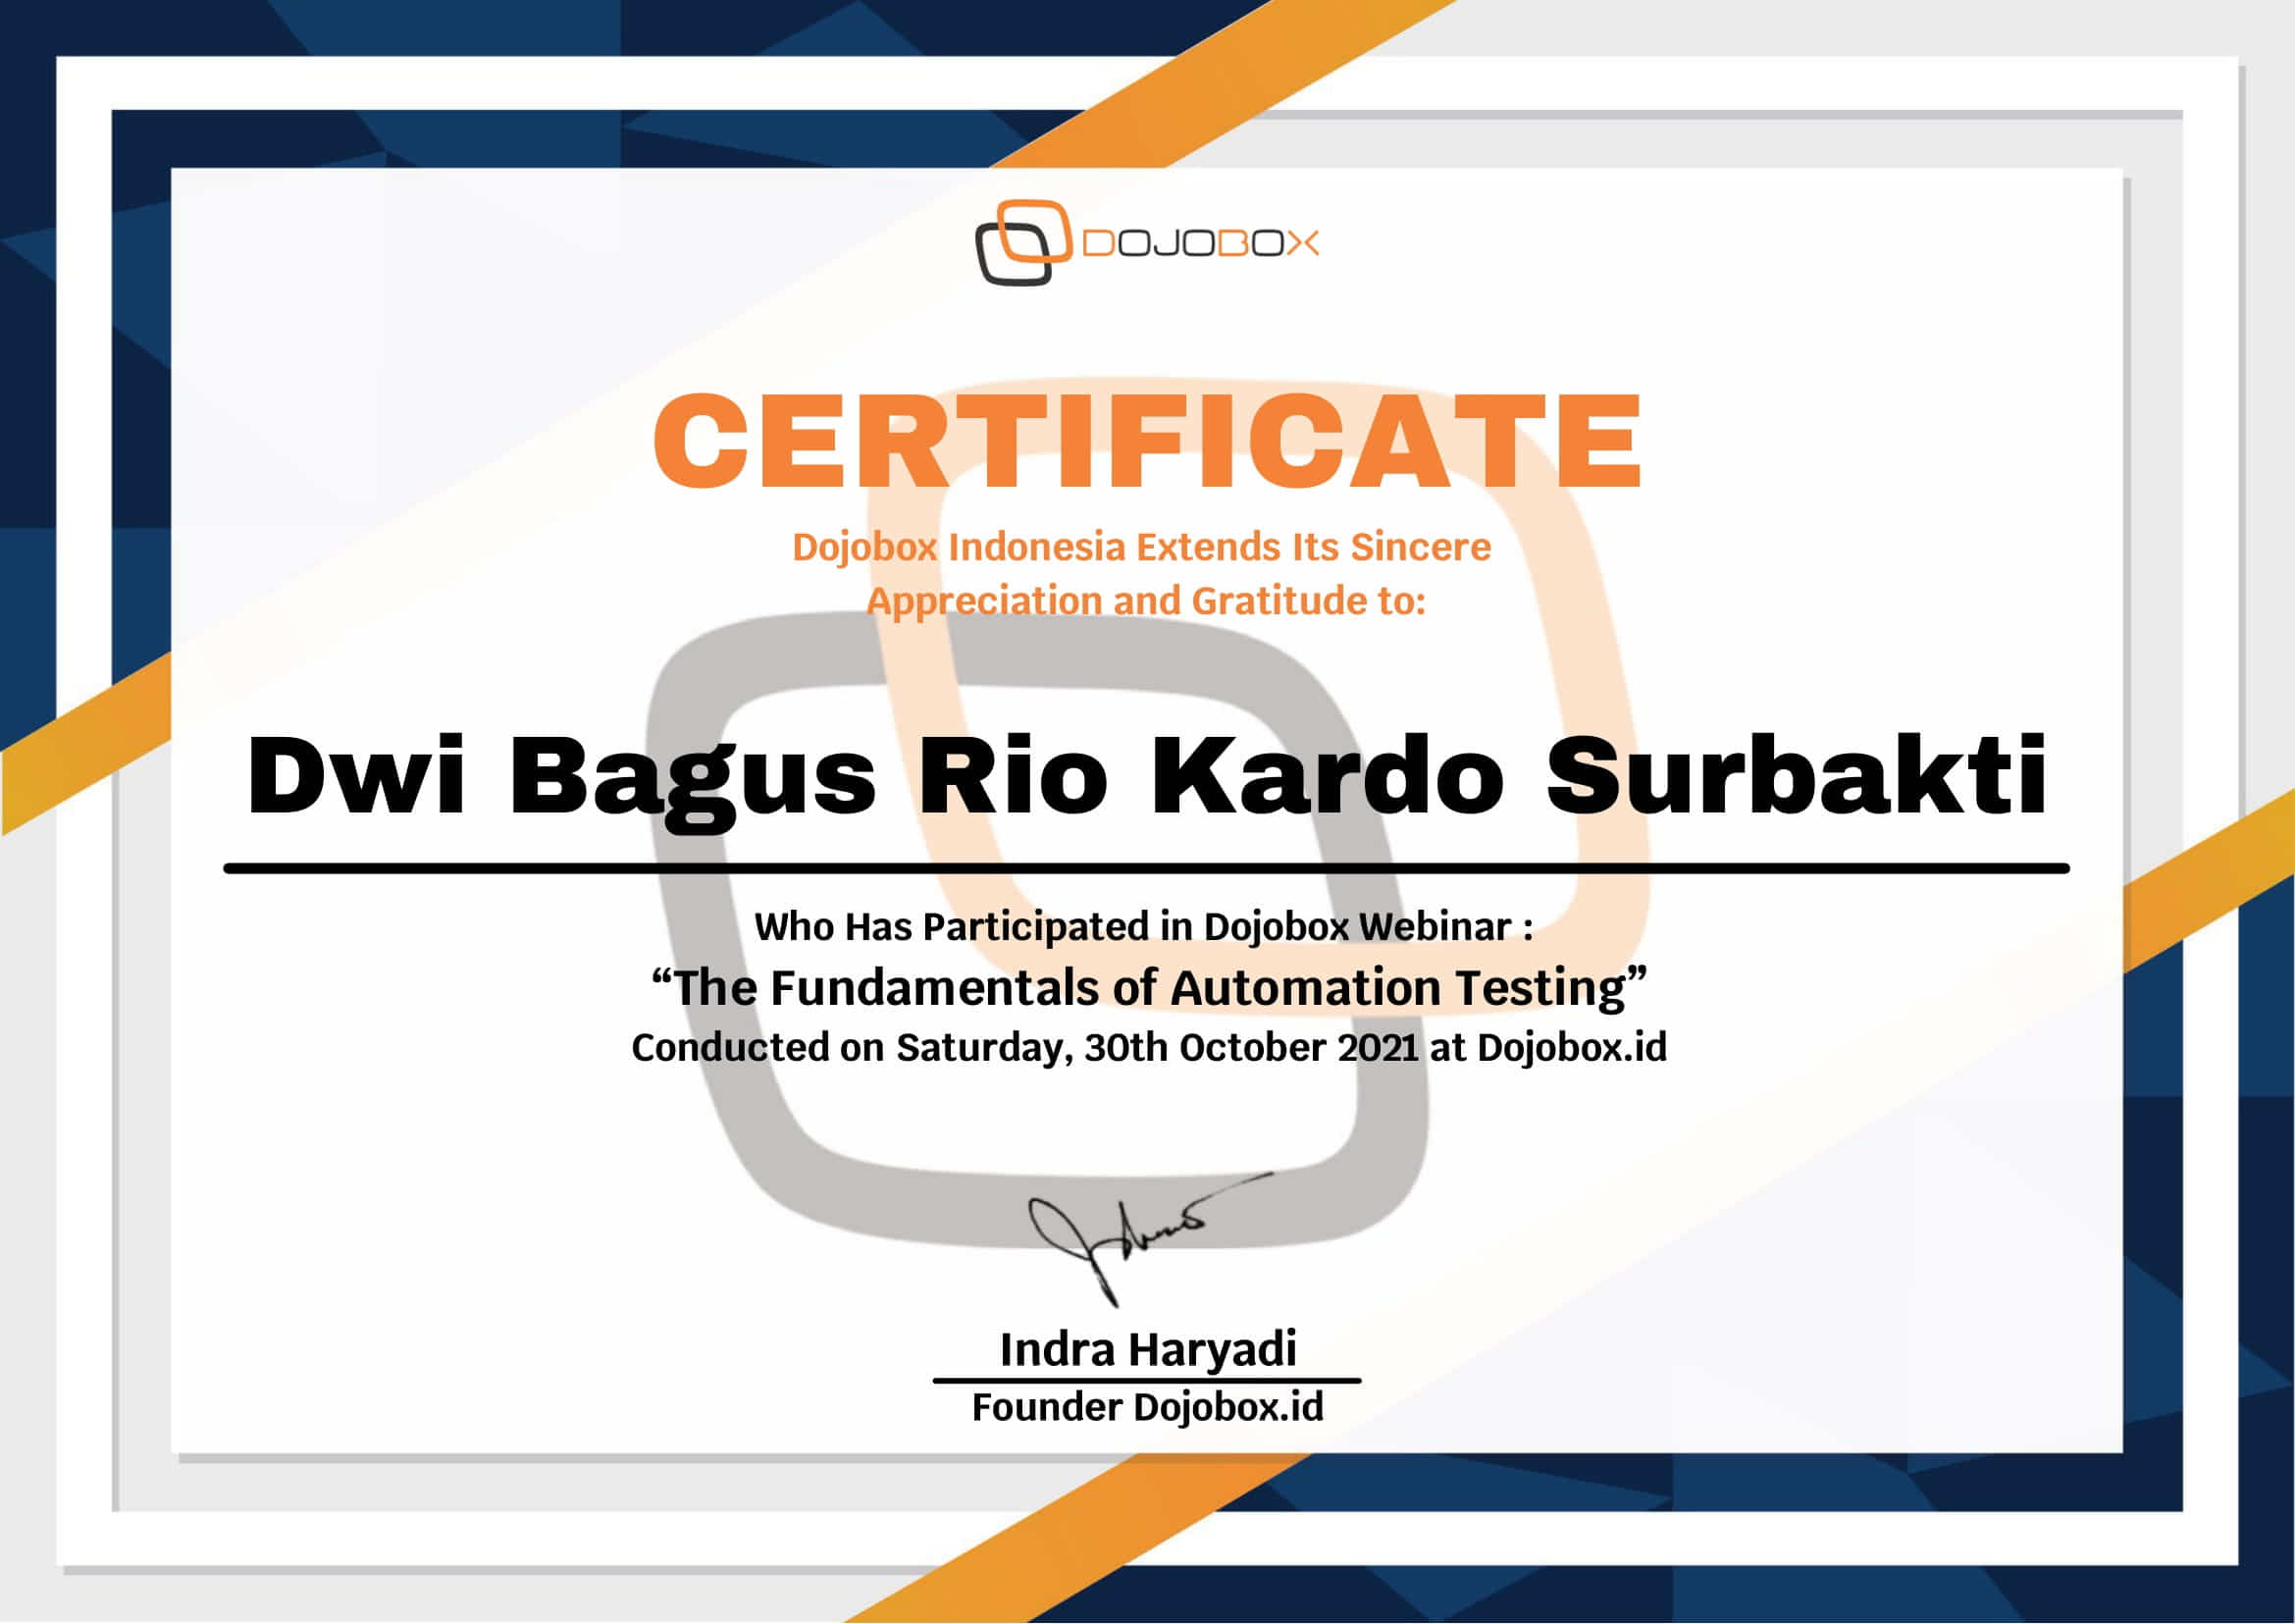 DOJOBOX
CERTIFICATE
Dojobox Indonesia Extends Its Sincere
Appreciation and Gratitude to:
Dwi Bagus Rio Kardo Surbakti
Who Has Participated in Dojobox Webinar :
“The Fundamentals of Automation Testing”
Conducted on Saturday, 30th October 2021 at Dojobox.id
Indra Haryadi
Founder Dojobox.id